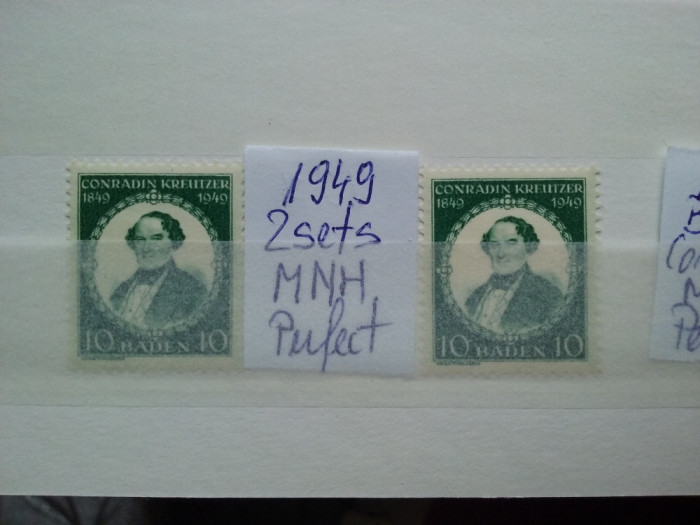 CONRADIN KREUTZER
1849 1949
10 BADEN 10
1949
2sets
MNH
Perfect
CONRADIN KREUTZER
1849 1949
10 BADEN 10